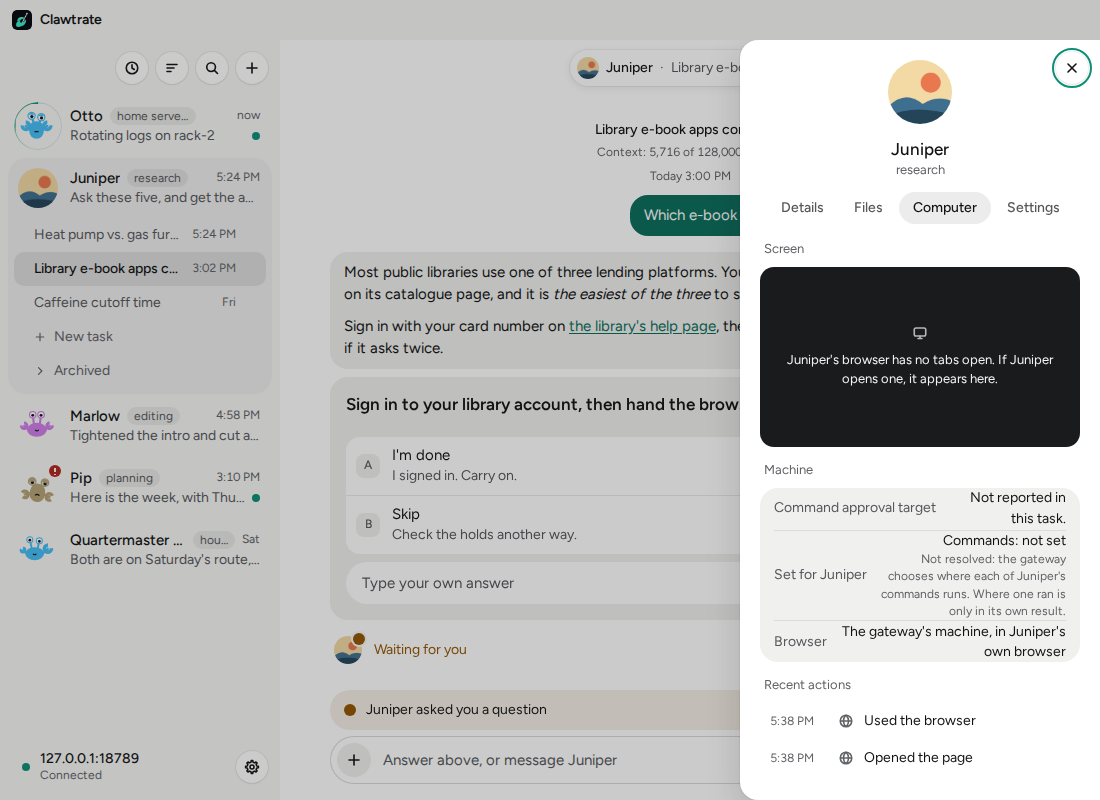 Clawtrate
Otto home serve... now
Rotating logs on rack-2
Juniper research 5:24 PM
Ask these five, and get the a...
Heat pump vs. gas fur... 5:24 PM
Library e-book apps c... 3:02 PM
Caffeine cutoff time Fri
New task
Archived
Marlow editing 4:58 PM
Tightened the intro and cut a...
Pip planning 3:10 PM
Here is the week, with Thu...
Quartermaster ... hou... Sat
Both are on Saturday's route,...
127.0.0.1:18789
Connected
Juniper · Library e-b
Library e-book apps co
Context: 5,716 of 128,000
Today 3:00 PM
Which e-book
Most public libraries use one of three lending platforms. Yo
on its catalogue page, and it is the easiest of the three to s
Sign in with your card number on the library's help page, the
if it asks twice.
Sign in to your library account, then hand the brow
A I'm done
I signed in. Carry on.
B Skip
Check the holds another way.
Type your own answer
Waiting for you
Juniper asked you a question
Answer above, or message Juniper
Juniper
research
Details Files Computer Settings
Screen
Juniper's browser has no tabs open. If Juniper
opens one, it appears here.
Machine
Command approval target Not reported in
this task.
Set for Juniper Commands: not set
Not resolved: the gateway
chooses where each of Juniper's
commands runs. Where one ran is
only in its own result.
Browser The gateway's machine, in Juniper's
own browser
Recent actions
5:38 PM Used the browser
5:38 PM Opened the page